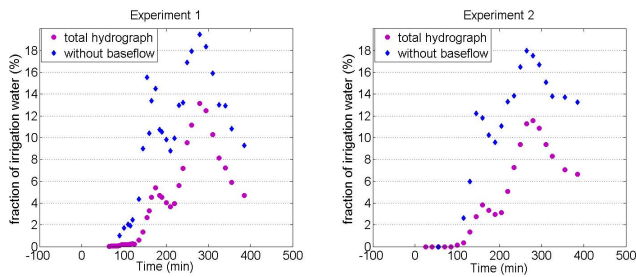 Experiment 1
total hydrograph
without baseflow
fraction of irrigation water (%)
18
16
14
12
10
8
6
4
2
0
-100 0 100 200 300 400 500
Time (min)
Experiment 2
total hydrograph
without baseflow
fraction of irrigation water (%)
18
16
14
12
10
8
6
4
2
0
-100 0 100 200 300 400 500
Time (min)